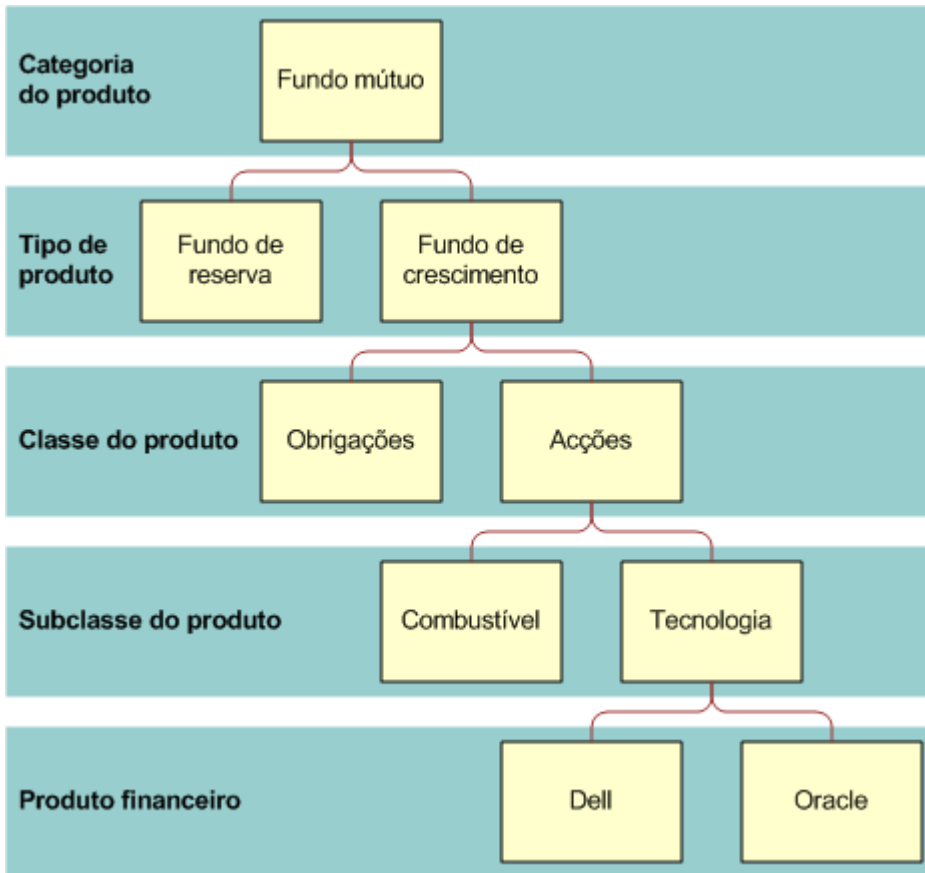 Categoria
do produto
Fundo mútuo
Tipo de
produto
Fundo de
reserva
Fundo de
crescimento
Classe do produto
Obrigações
Acções
Subclasse do produto
Combustível
Tecnologia
Produto financeiro
Dell
Oracle